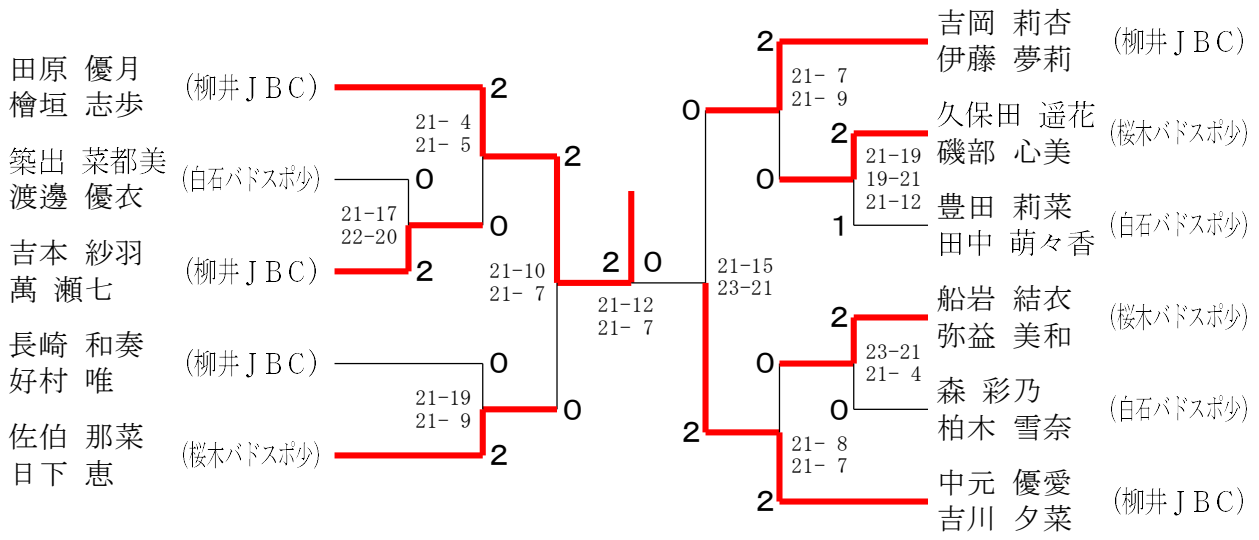 田原 優月
檜垣 志歩
(柳井ＪＢＣ)
2
21- 4
21- 5
築出 菜都美
渡邊 優衣
(白石バドスポ少)
0
21-17
22-20
0
吉本 紗羽
萬 瀬七
(柳井ＪＢＣ)
2
2
21-10
21- 7
長崎 和奏
好村 唯
(柳井ＪＢＣ)
0
21-19
21- 9
0
佐伯 那菜
日下 恵
(桜木バドスポ少)
2
2
0
21-12
21- 7
吉岡 莉杏
伊藤 夢莉
(柳井ＪＢＣ)
2
21- 7
21- 9
0
久保田 遥花
磯部 心美
(桜木バドスポ少)
2
21-19
19-21
21-12
0
豊田 莉菜
田中 萌々香
(白石バドスポ少)
1
21-15
23-21
船岩 結衣
弥益 美和
(桜木バドスポ少)
2
23-21
21- 4
0
森 彩乃
柏木 雪奈
(白石バドスポ少)
0
2
21- 8
21- 7
中元 優愛
吉川 夕菜
(柳井ＪＢＣ)
2